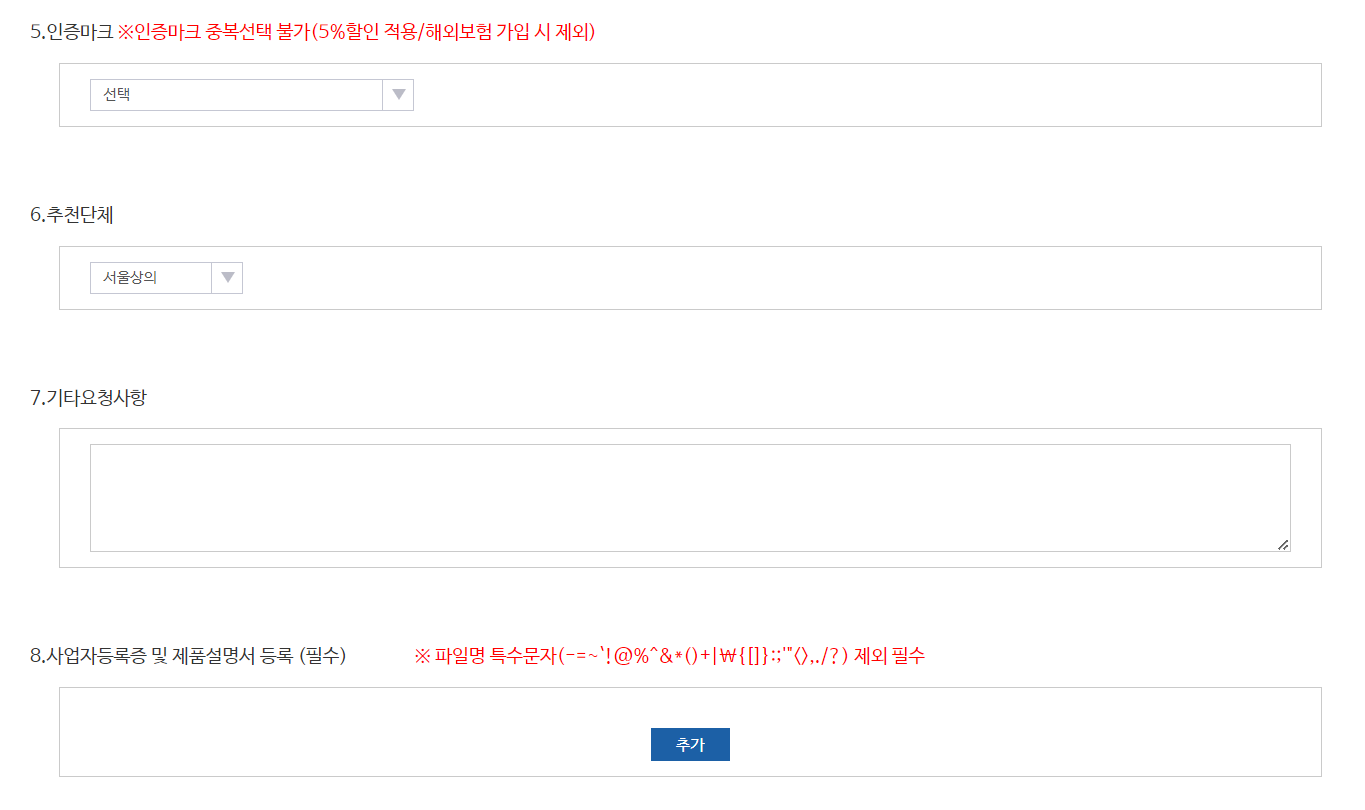 5.인증마크 ※인증마크 중복선택 불가(5%할인 적용/해외보험 가입 시 제외)
선택
6.추천단체
서울상의
7.기타요청사항
8.사업자등록증 및 제품설명서 등록 (필수) ※ 파일명 특수문자(-=~`!@%^&*()+|₩{[]}:;'"<>,./?) 제외 필수
추가